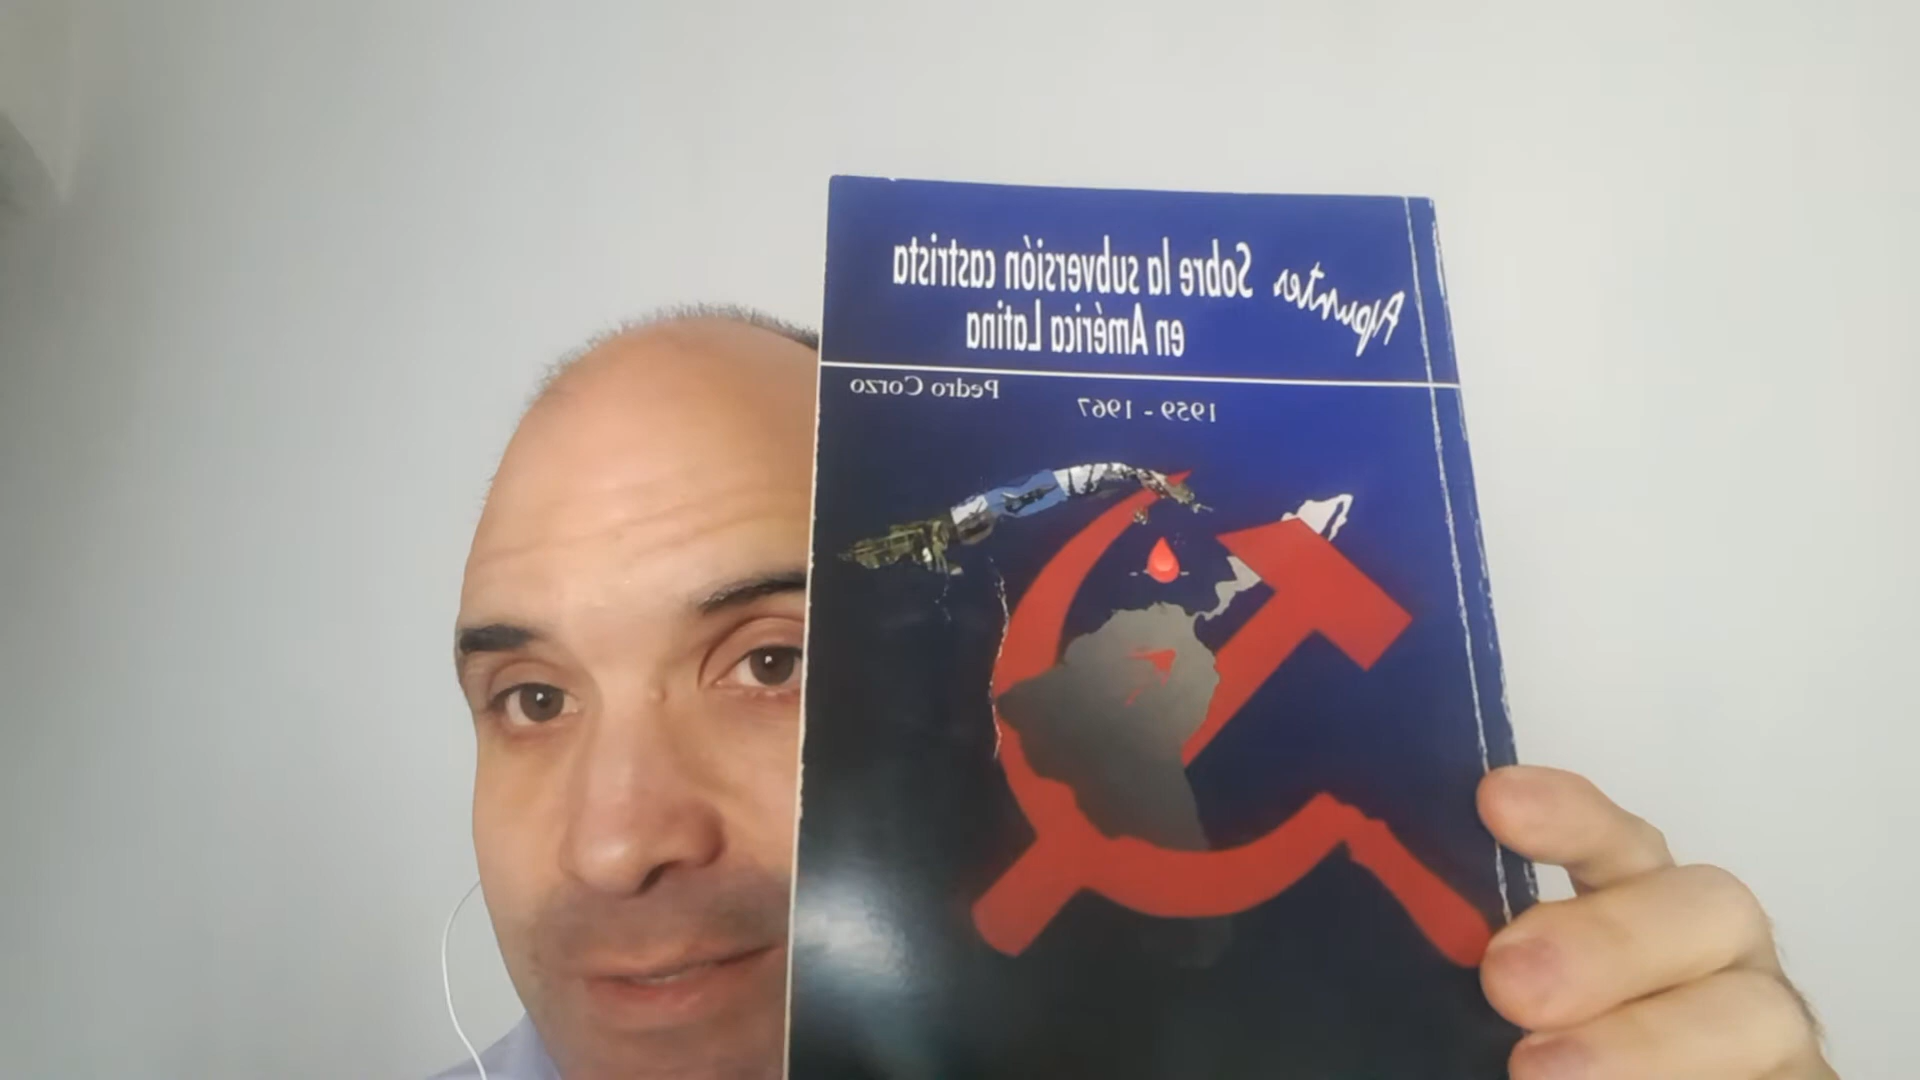 Apuntes Sobre la subversión castrista
en América Latina
Pedro Corzo
1959 - 1967